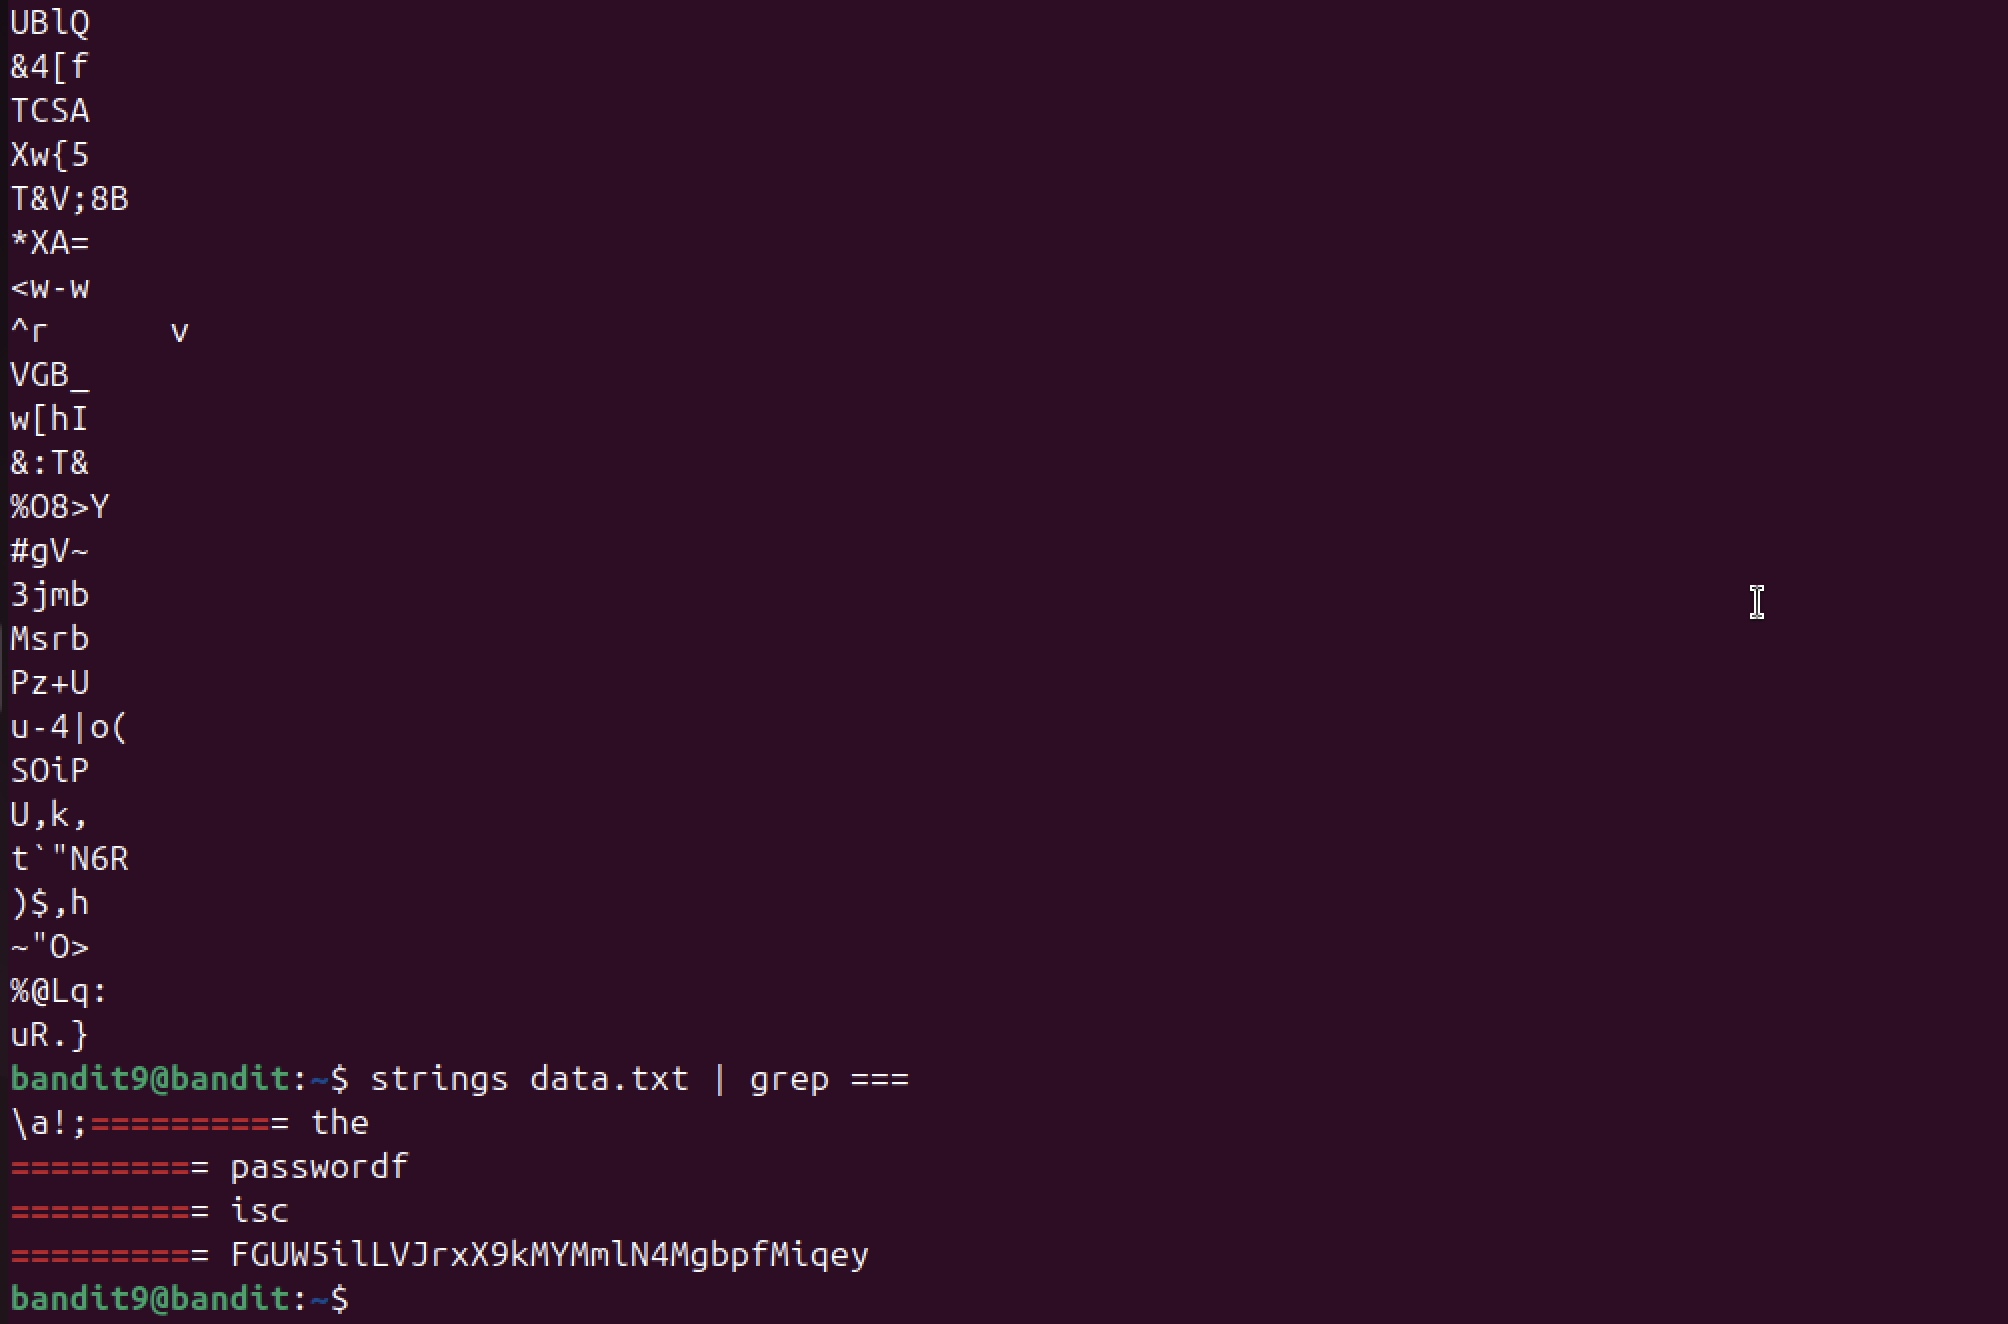 UBlQ
&4[f
TCSA
Xw{5
T&V;8B
*XA=
<w-w
^r      v
VGB_
w[hI
&:T&
%O8>Y
#gV~
3jmb
Msrb
Pz+U
u-4|o(
SOiP
U,k,
t`"N6R
)$,h
~"O>
%@Lq:
uR.}
bandit9@bandit:~$ strings data.txt | grep ===
\a!;========== the
========== passwordf
========== isc
========== FGUW5ilLVJrxX9kMYMmlN4MgbpfMiqey
bandit9@bandit:~$